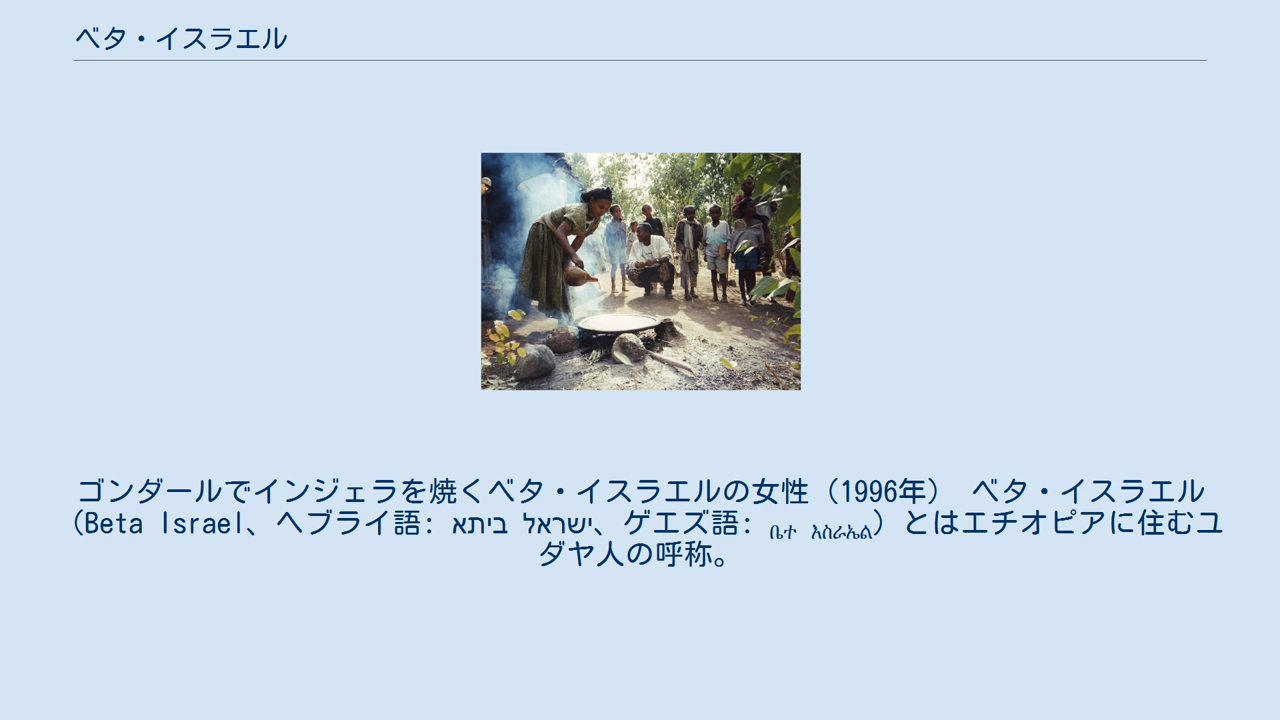 ベタ・イスラエル
ゴンダールでインジェラを焼くベタ・イスラエルの女性（1996年） ベタ・イスラエル
（Beta Israel、ヘブライ語: ביתא ישראל、ゲエズ語: ቤተ እስራኤል）とはエチオピアに住むユ
ダヤ人の呼称。